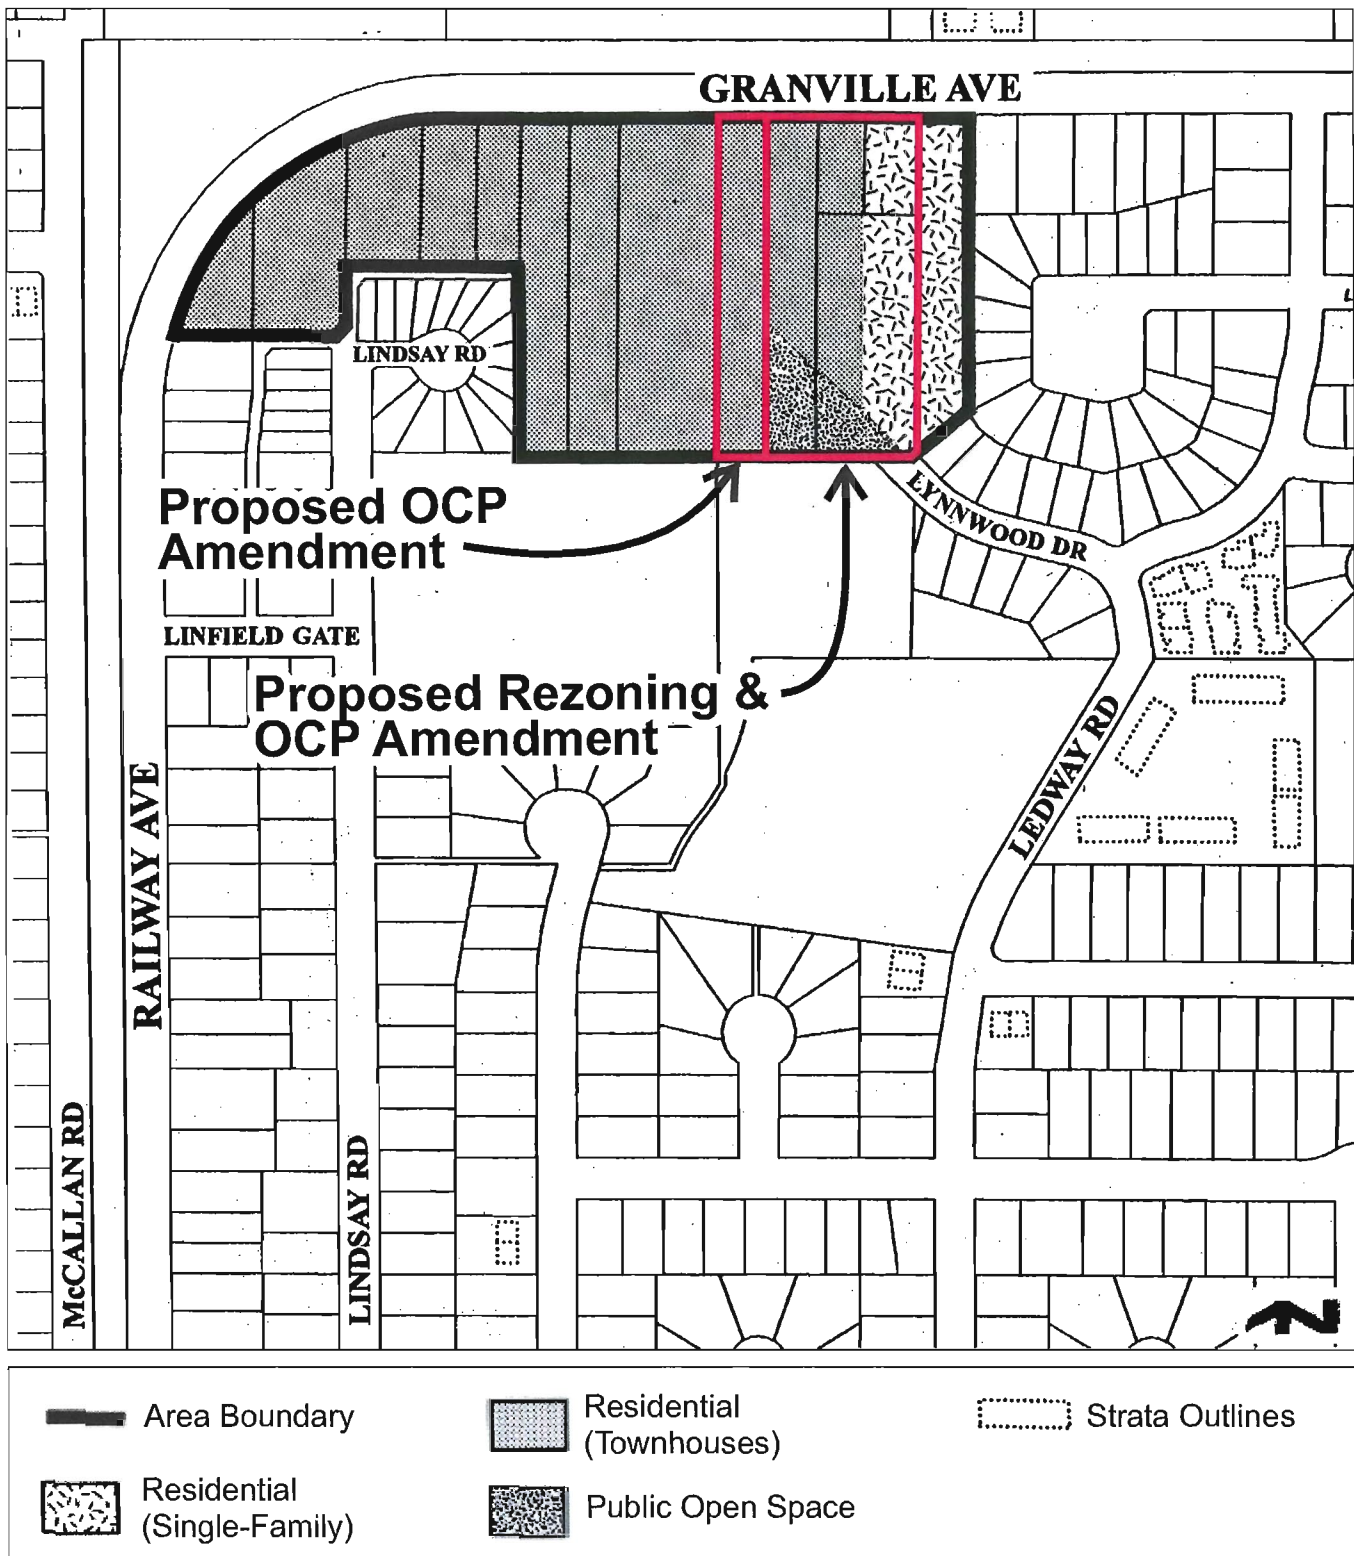 GRANVILLE AVE
LINDSAY RD
Proposed OCP
Amendment
LYNNWOOD DR
LINFIELD GATE
Proposed Rezoning &
OCP Amendment
LEDWAY RD
RAILWAY AVE
McCALLAN RD
LINDSAY RD
N
Area Boundary
Residential
(Townhouses)
Strata Outlines
Residential
(Single-Family)
Public Open Space